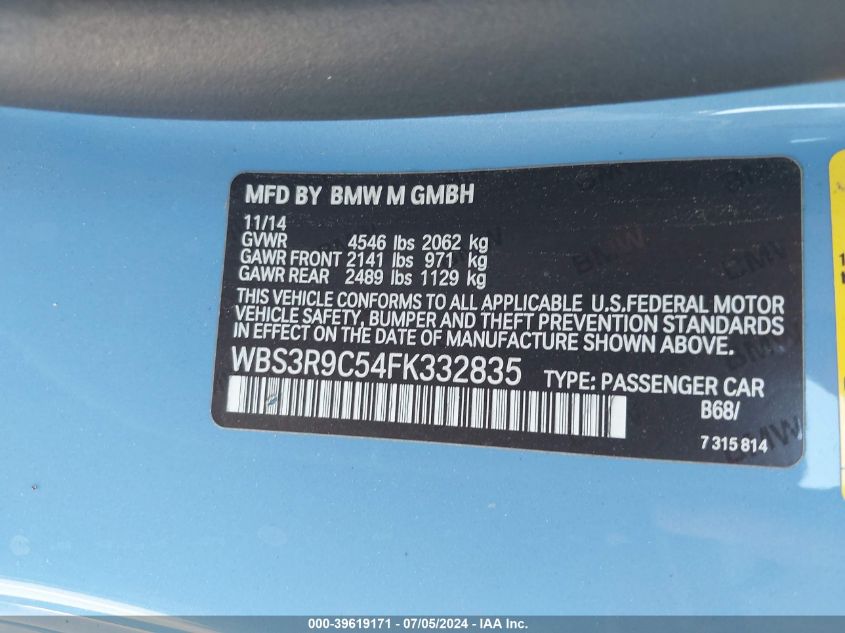 MFD BY BMW M GMBH
11/14
GVWR 4546 lbs 2062 kg
GAWR FRONT 2141 lbs 971 kg
GAWR REAR 2489 lbs 1129 kg
THIS VEHICLE CONFORMS TO ALL APPLICABLE U.S.FEDERAL MOTOR
VEHICLE SAFETY, BUMPER AND THEFT PREVENTION STANDARDS
IN EFFECT ON THE DATE OF MANUFACTURE SHOWN ABOVE.
WBS3R9C54FK332835 TYPE: PASSENGER CAR
B68/
7 315 814
000-39619171 - 07/05/2024 - IAA Inc.